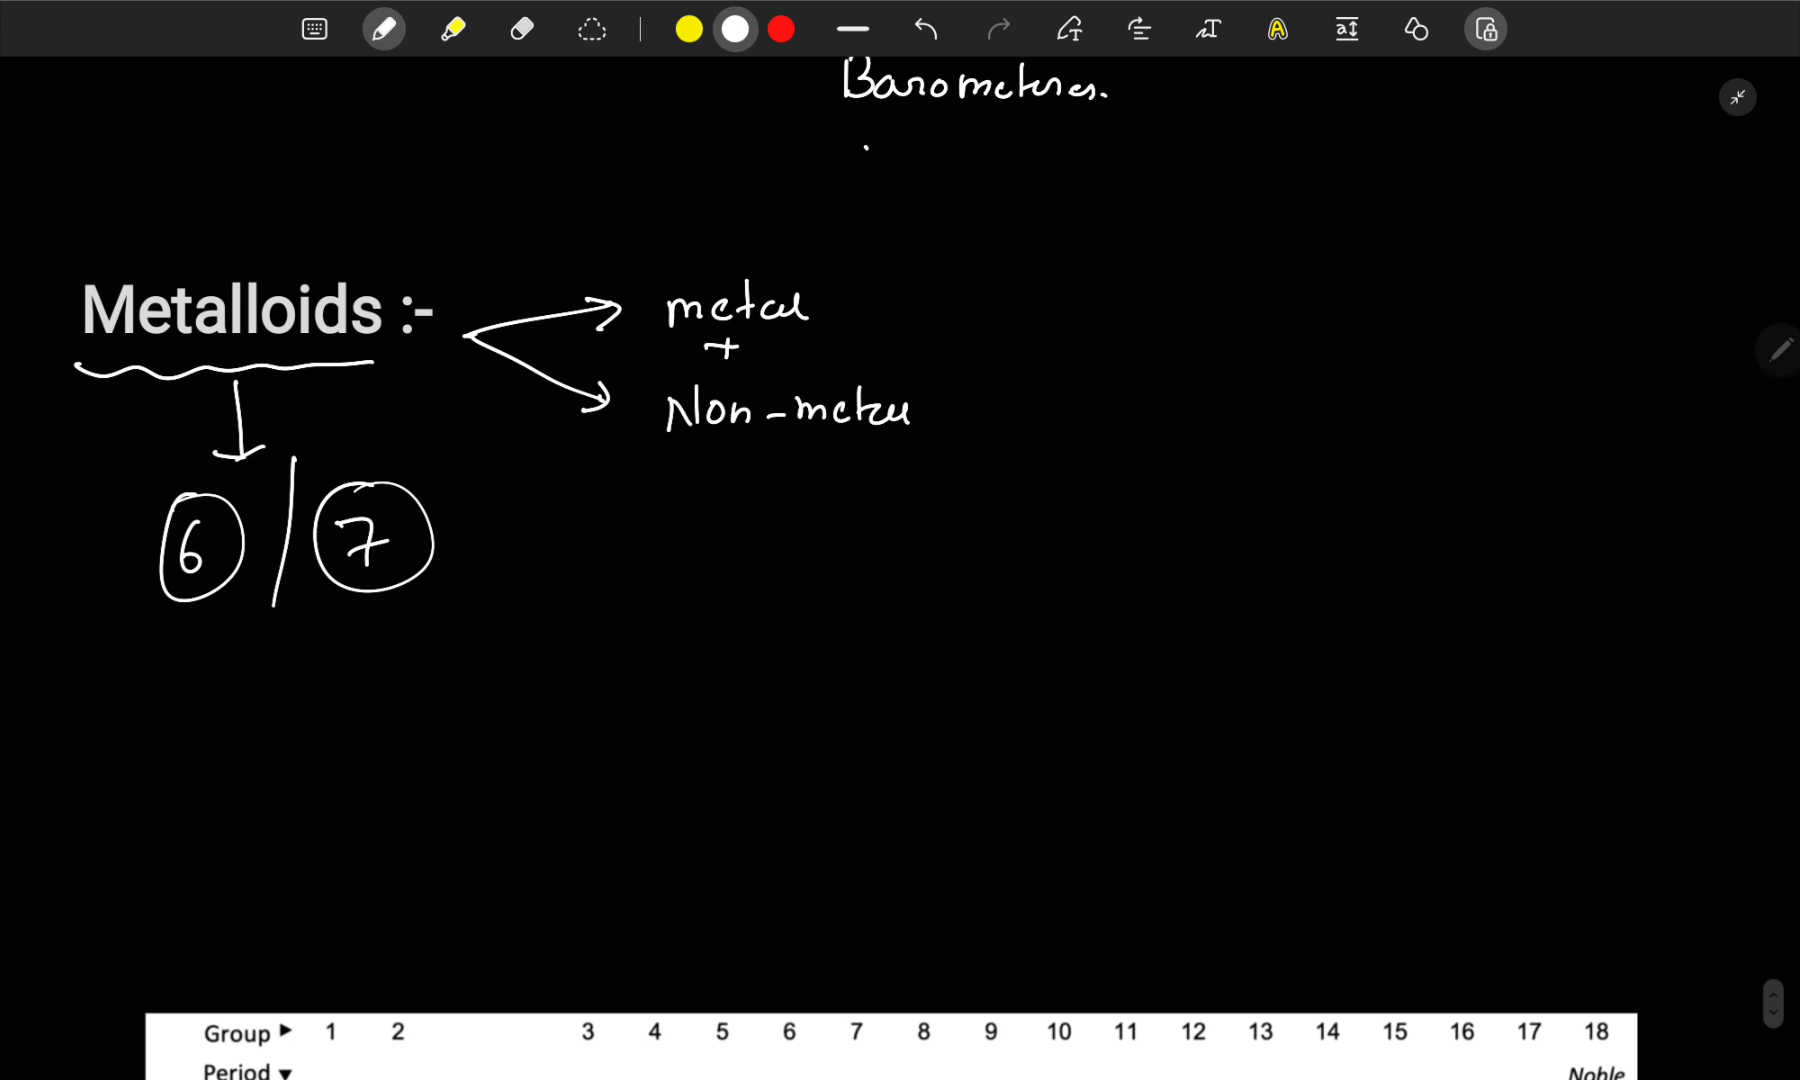 Barometeres.
Metalloids :-
metal
+
Non-metal
6 / 7
Group ▶ 1 2 3 4 5 6 7 8 9 10 11 12 13 14 15 16 17 18
Period ▼ Noble